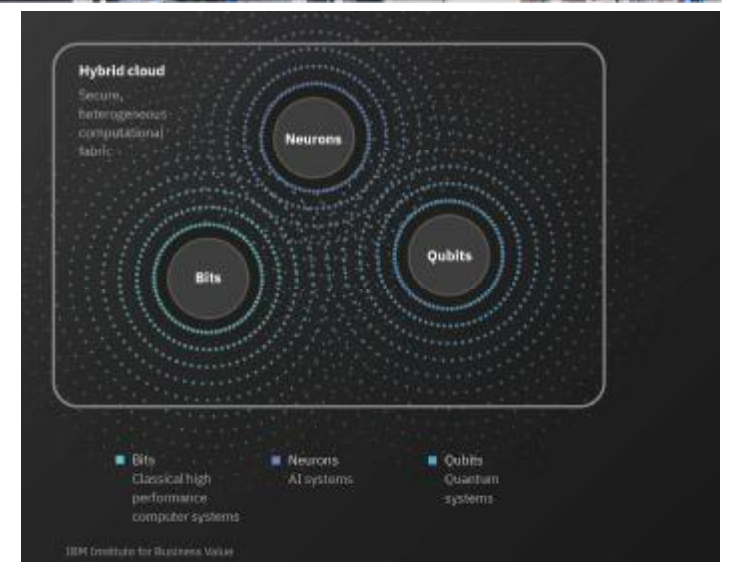 Hybrid cloud
Secure,
heterogeneous
computational
fabric
Neurons
Qubits
Bits
Bits
Classical high
performance
computer systems
Neurons
AI systems
Qubits
Quantum
systems
IBM Institute for Business Value